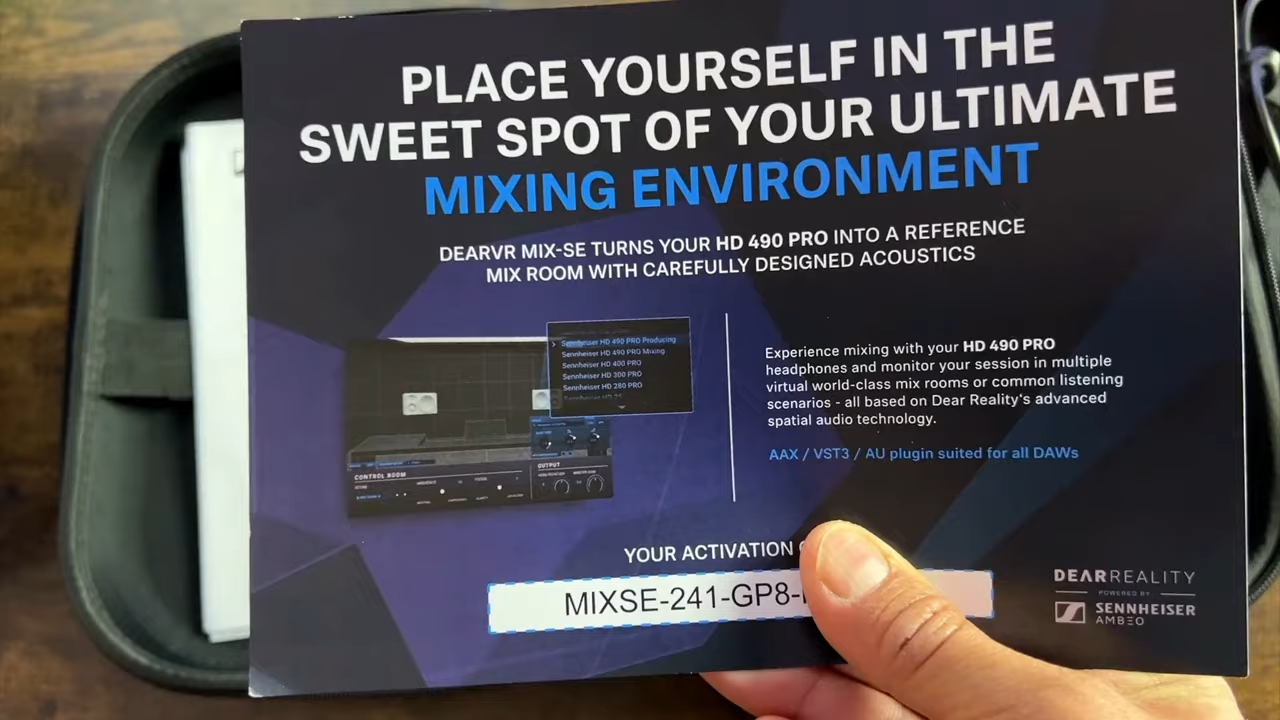 PLACE YOURSELF IN THE
SWEET SPOT OF YOUR ULTIMATE
MIXING ENVIRONMENT
DEARVR MIX-SE TURNS YOUR HD 490 PRO INTO A REFERENCE
MIX ROOM WITH CAREFULLY DESIGNED ACOUSTICS
Sennheiser HD 490 PRO Producing
Sennheiser HD 490 PRO Mixing
Sennheiser HD 400 PRO
Sennheiser HD 300 PRO
Sennheiser HD 280 PRO
Sennheiser HD 25
CONTROL ROOM
OUTPUT
Experience mixing with your HD 490 PRO
headphones and monitor your session in multiple
virtual world-class mix rooms or common listening
scenarios - all based on Dear Reality's advanced
spatial audio technology.
AAX / VST3 / AU plugin suited for all DAWs
YOUR ACTIVATION
MIXSE-241-GP8-
DEARREALITY
POWERED BY
SENNHEISER
AMBEO